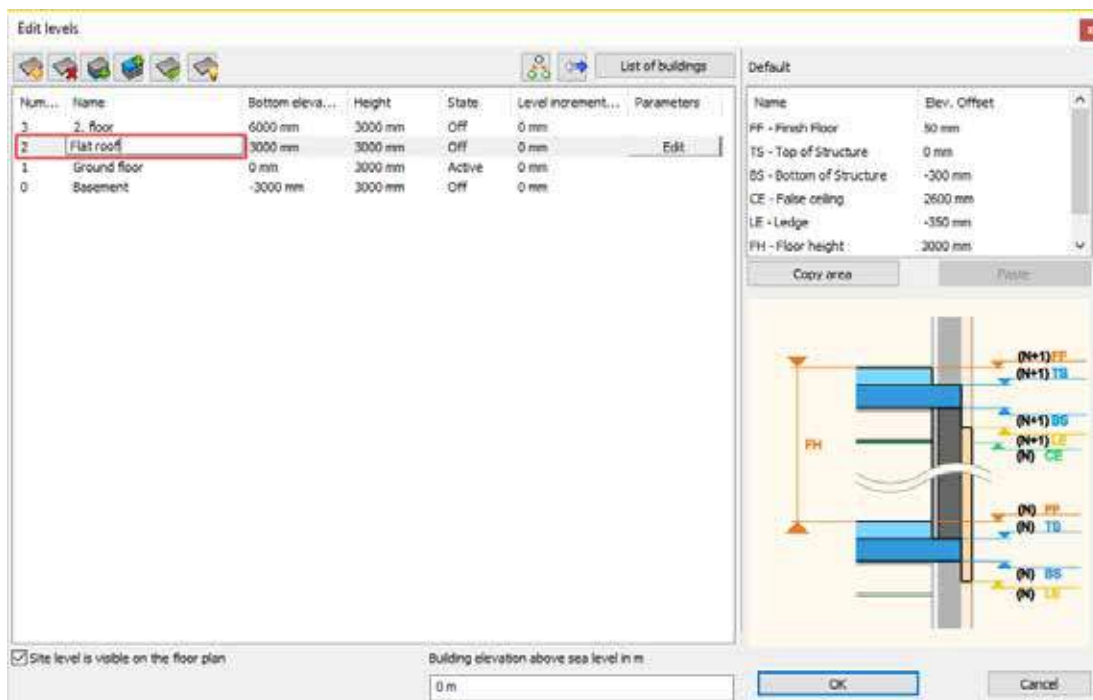 Edit levels
List of buildings
Num... Name Bottom eleva... Height State Level increment... Parameters
3 2. floor 6000 mm 3000 mm Off 0 mm
2 Flat roof 3000 mm 3000 mm Off 0 mm Edit
1 Ground floor 0 mm 3000 mm Active 0 mm
0 Basement -3000 mm 3000 mm Off 0 mm
Site level is visible on the floor plan
Building elevation above sea level in m
0 m
Default
Name Elev. Offset
FF - Finish Floor 50 mm
TS - Top of Structure 0 mm
BS - Bottom of Structure -300 mm
CE - False ceiling 2600 mm
LE - Ledge -350 mm
FH - Floor height 3000 mm
Copy area Paste
(N+1) FF
(N+1) TS
(N+1) BS
(N+1) LE
(N) CE
FH
(N) FF
(N) TS
(N) BS
(N) LE
OK Cancel